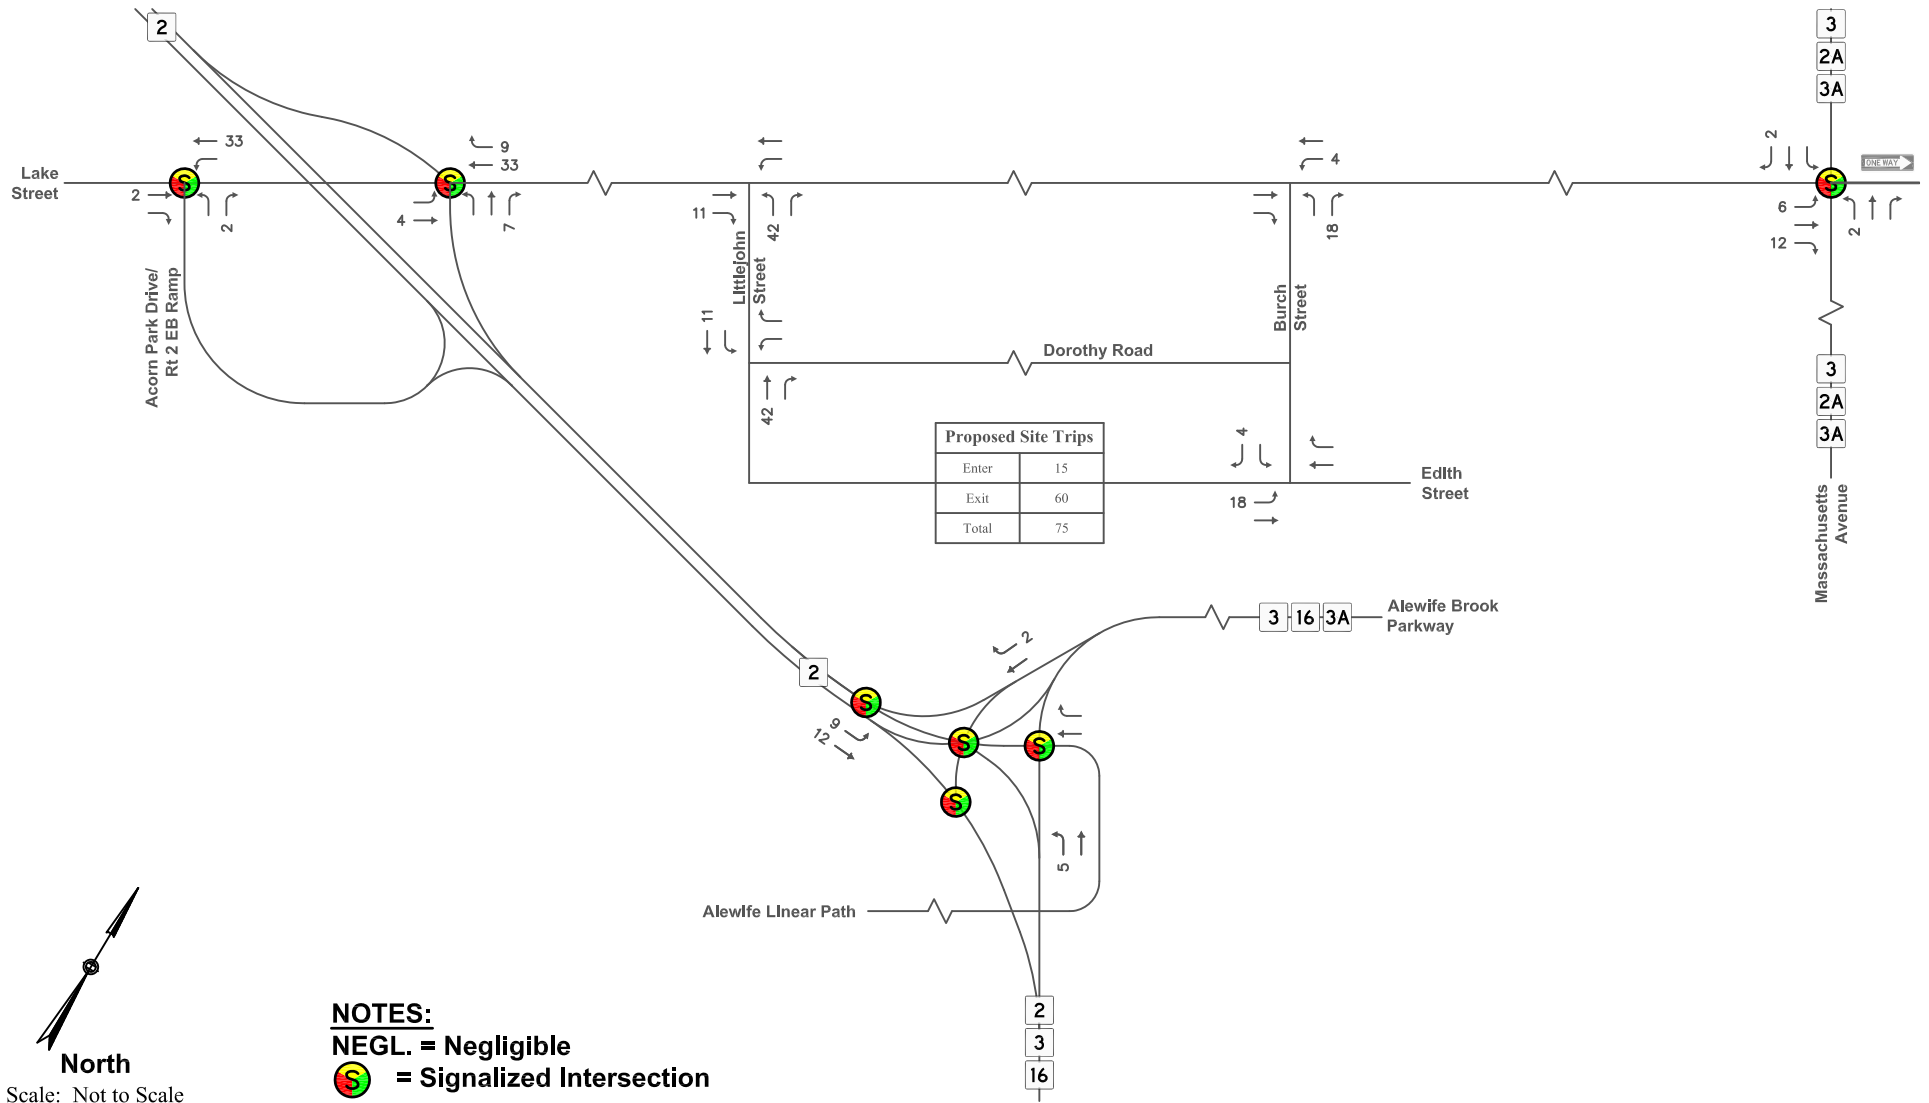 2
3
2A
3A
33
9
33
4
2
Lake
Street
ONE WAY
2
2
4
7
11
42
18
6
12
2
Littlejohn
Street
Burch
Street
Acorn Park Drive/
Rt 2 EB Ramp
11
Dorothy Road
3
2A
3A
42
Proposed Site Trips
Enter 15
Exit 60
Total 75
4
18
Edith
Street
Massachusetts
Avenue
3 16 3A
Alewife Brook
Parkway
2
2
9
12
S
S
S
S
S
S
S
5
Alewife Linear Path
2
3
16
North
Scale: Not to Scale
NOTES:
NEGL. = Negligible
S = Signalized Intersection